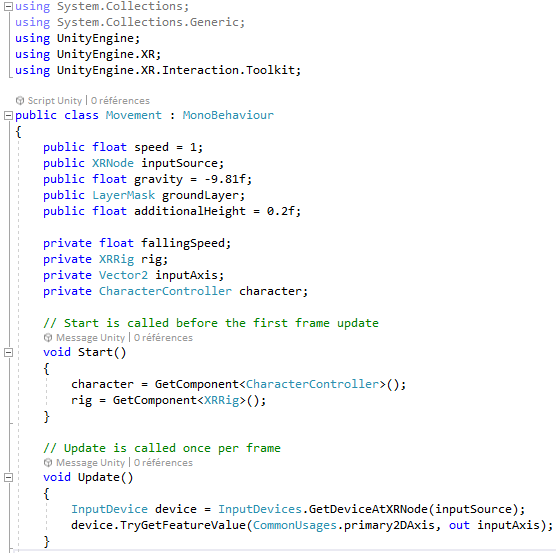 using System.Collections;
using System.Collections.Generic;
using UnityEngine;
using UnityEngine.XR;
using UnityEngine.XR.Interaction.Toolkit;
Script Unity | 0 références
public class Movement : MonoBehaviour
{
    public float speed = 1;
    public XRNode inputSource;
    public float gravity = -9.81f;
    public LayerMask groundLayer;
    public float additionalHeight = 0.2f;

    private float fallingSpeed;
    private XRRig rig;
    private Vector2 inputAxis;
    private CharacterController character;

    // Start is called before the first frame update
    Message Unity | 0 références
    void Start()
    {
        character = GetComponent<CharacterController>();
        rig = GetComponent<XRRig>();
    }

    // Update is called once per frame
    Message Unity | 0 références
    void Update()
    {
        InputDevice device = InputDevices.GetDeviceAtXRNode(inputSource);
        device.TryGetFeatureValue(CommonUsages.primary2DAxis, out inputAxis);
    }